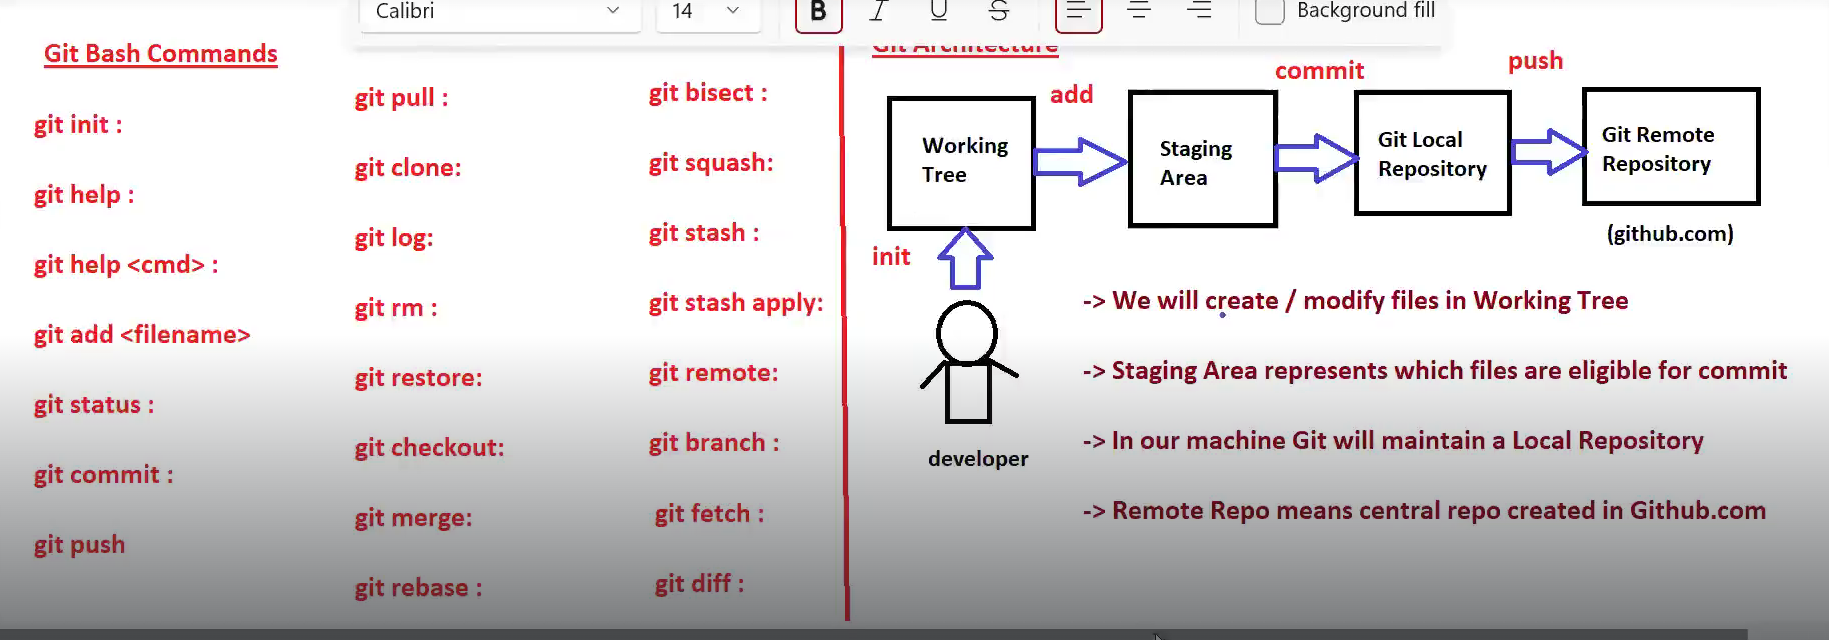 Calibri
14
B I U S
Background fill
Git Bash Commands
git init :
git help :
git help <cmd> :
git add <filename>
git status :
git commit :
git push
git pull :
git clone:
git log:
git rm :
git restore:
git checkout:
git merge:
git rebase :
git bisect :
git squash:
git stash :
git stash apply:
git remote:
git branch :
git fetch :
git diff :
Git Architecture
add
commit
push
Working
Tree
Staging
Area
Git Local
Repository
Git Remote
Repository
(github.com)
init
developer
-> We will create / modify files in Working Tree
-> Staging Area represents which files are eligible for commit
-> In our machine Git will maintain a Local Repository
-> Remote Repo means central repo created in Github.com